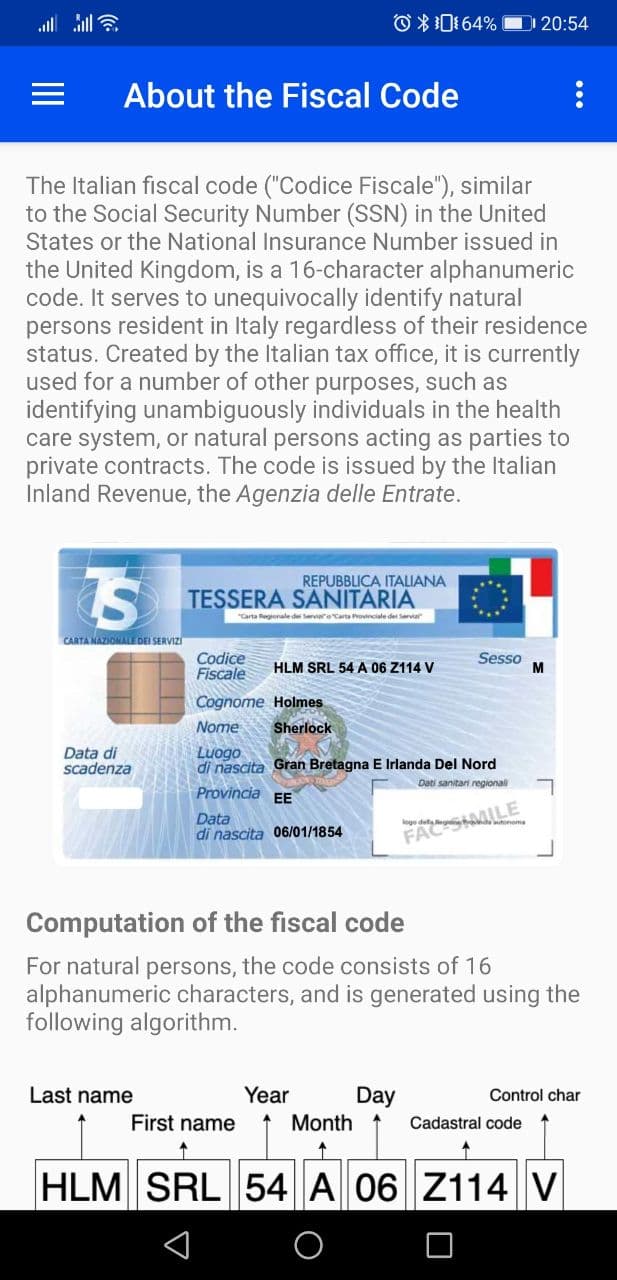 64% 20:54
About the Fiscal Code
The Italian fiscal code ("Codice Fiscale"), similar
to the Social Security Number (SSN) in the United
States or the National Insurance Number issued in
the United Kingdom, is a 16-character alphanumeric
code. It serves to unequivocally identify natural
persons resident in Italy regardless of their residence
status. Created by the Italian tax office, it is currently
used for a number of other purposes, such as
identifying unambiguously individuals in the health
care system, or natural persons acting as parties to
private contracts. The code is issued by the Italian
Inland Revenue, the Agenzia delle Entrate.
TS
REPUBBLICA ITALIANA
TESSERA SANITARIA
"Carta Regionale dei Servizi" o "Carta Provinciale dei Servizi"
CARTA NAZIONALE DEI SERVIZI
Codice
Fiscale HLM SRL 54 A 06 Z114 V Sesso M
Cognome Holmes
Nome Sherlock
Data di
scadenza
Luogo
di nascita Gran Bretagna E Irlanda Del Nord
Provincia EE
Dati sanitari regionali
Data
di nascita 06/01/1854
logo della Regione/Provincia autonoma
FAC-SIMILE
Computation of the fiscal code
For natural persons, the code consists of 16
alphanumeric characters, and is generated using the
following algorithm.
Last name Year Day Control char
First name Month Cadastral code
HLM SRL 54 A 06 Z114 V